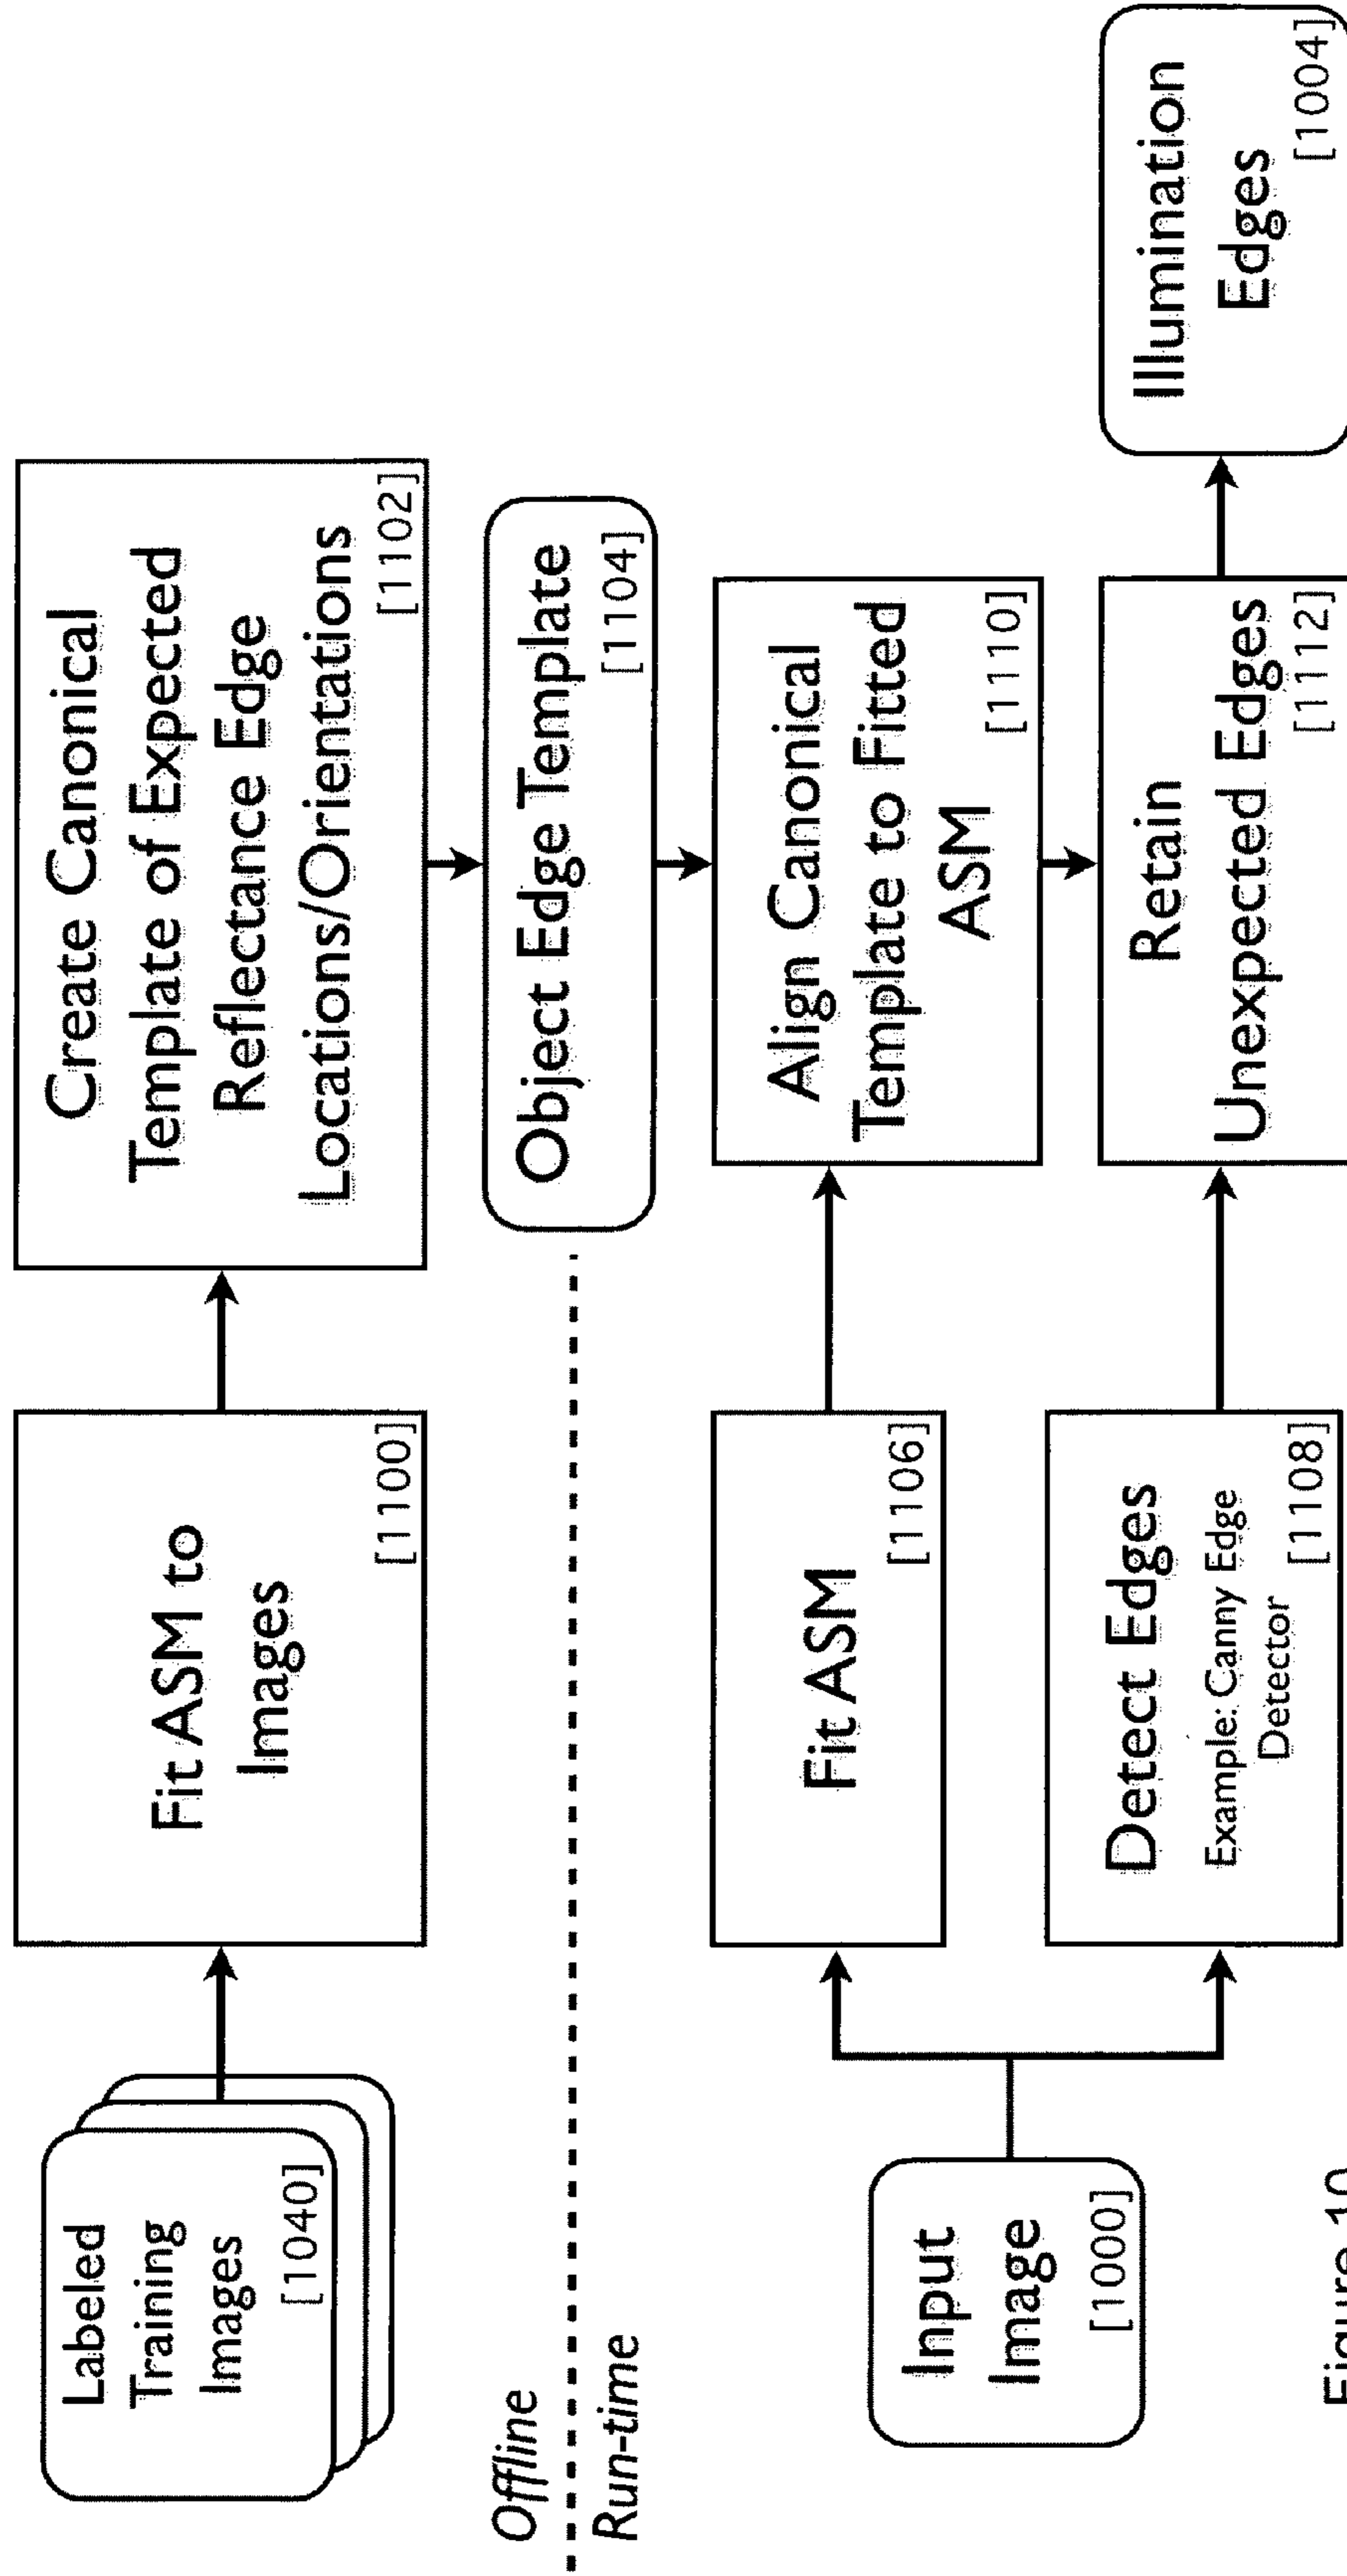 Labeled
Training
Images
[1040]
Fit ASM to
Images
[1100]
Create Canonical
Template of Expected
Reflectance Edge
Locations/Orientations
[1102]
Offline
Run-time
Object Edge Template
[1104]
Input
Image
[1000]
Fit ASM
[1106]
Align Canonical
Template to Fitted
ASM
[1110]
Detect Edges
Example: Canny Edge
Detector
[1108]
Retain
Unexpected Edges
[1112]
Illumination
Edges
[1004]
Figure 10